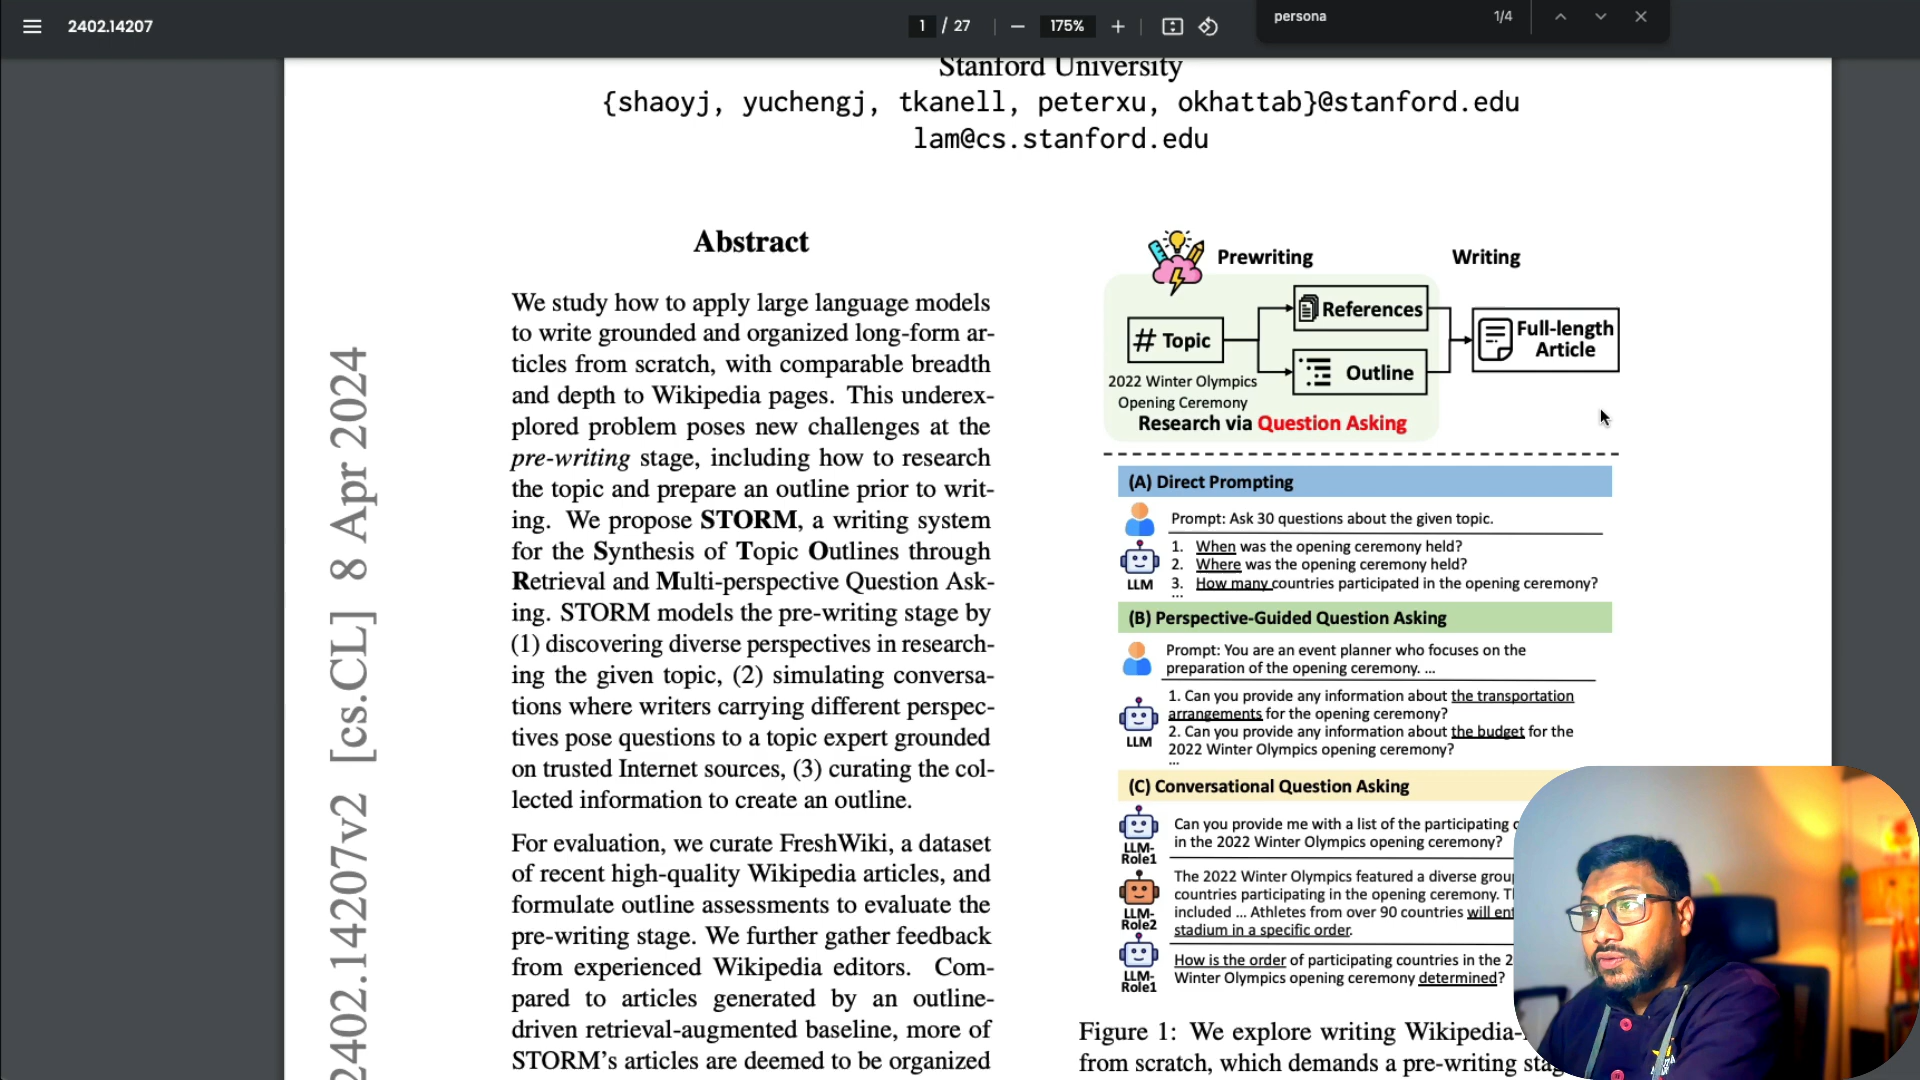 2402.14207
1 / 27
175%
persona
1/4
Stanford University
{shaoyj, yuchengj, tkanell, peterxu, okhattab}@stanford.edu
lam@cs.stanford.edu
2402.14207v2 [cs.CL] 8 Apr 2024
Abstract
We study how to apply large language models
to write grounded and organized long-form ar-
ticles from scratch, with comparable breadth
and depth to Wikipedia pages. This underex-
plored problem poses new challenges at the
pre-writing stage, including how to research
the topic and prepare an outline prior to writ-
ing. We propose STORM, a writing system
for the Synthesis of Topic Outlines through
Retrieval and Multi-perspective Question Ask-
ing. STORM models the pre-writing stage by
(1) discovering diverse perspectives in research-
ing the given topic, (2) simulating conversa-
tions where writers carrying different perspec-
tives pose questions to a topic expert grounded
on trusted Internet sources, (3) curating the col-
lected information to create an outline.
For evaluation, we curate FreshWiki, a dataset
of recent high-quality Wikipedia articles, and
formulate outline assessments to evaluate the
pre-writing stage. We further gather feedback
from experienced Wikipedia editors. Com-
pared to articles generated by an outline-
driven retrieval-augmented baseline, more of
STORM's articles are deemed to be organized
Prewriting
Writing
# Topic
References
Outline
Full-length
Article
2022 Winter Olympics
Opening Ceremony
Research via Question Asking
(A) Direct Prompting
Prompt: Ask 30 questions about the given topic.
LLM
1. When was the opening ceremony held?
2. Where was the opening ceremony held?
3. How many countries participated in the opening ceremony?
...
(B) Perspective-Guided Question Asking
Prompt: You are an event planner who focuses on the
preparation of the opening ceremony. ...
LLM
1. Can you provide any information about the transportation
arrangements for the opening ceremony?
2. Can you provide any information about the budget for the
2022 Winter Olympics opening ceremony?
...
(C) Conversational Question Asking
LLM-
Role1
Can you provide me with a list of the participating
in the 2022 Winter Olympics opening ceremony?
LLM-
Role2
The 2022 Winter Olympics featured a diverse
countries participating in the opening ceremony.
included ... Athletes from over 90 countries will
stadium in a specific order.
LLM-
Role1
How is the order of participating countries in the
Winter Olympics opening ceremony determined?
Figure 1: We explore writing
from scratch, which demands a pre-writing